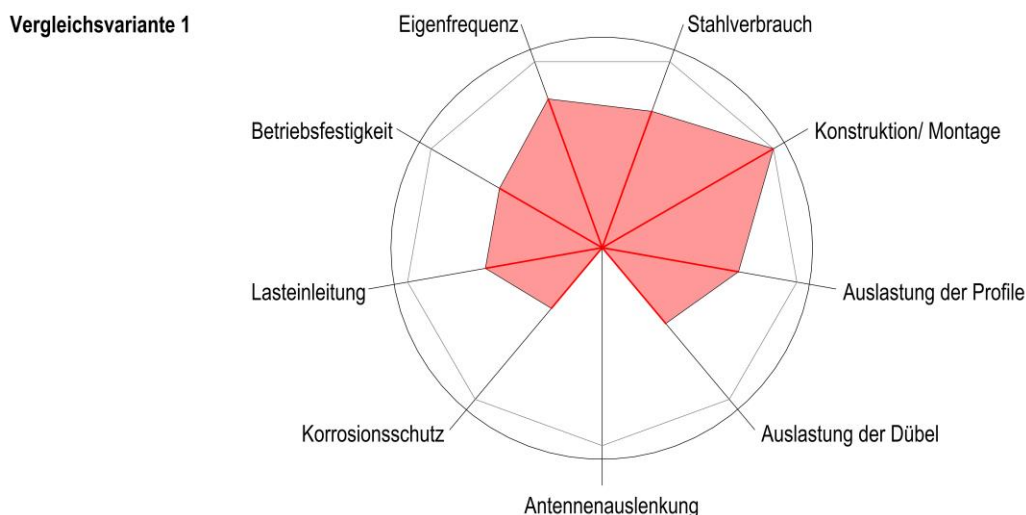 Vergleichsvariante 1
Eigenfrequenz
Stahlverbrauch
Betriebsfestigkeit
Konstruktion/ Montage
Lasteinleitung
Auslastung der Profile
Korrosionsschutz
Auslastung der Dübel
Antennenauslenkung